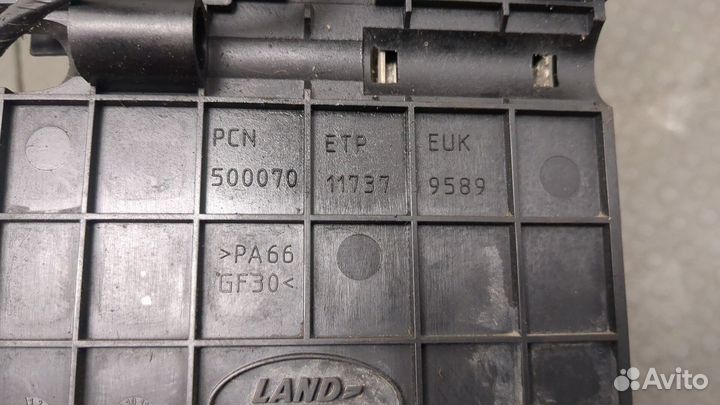 PCN ETP EUK
500070 11737 9589
>PA66
GF30<
LAND-
Avito